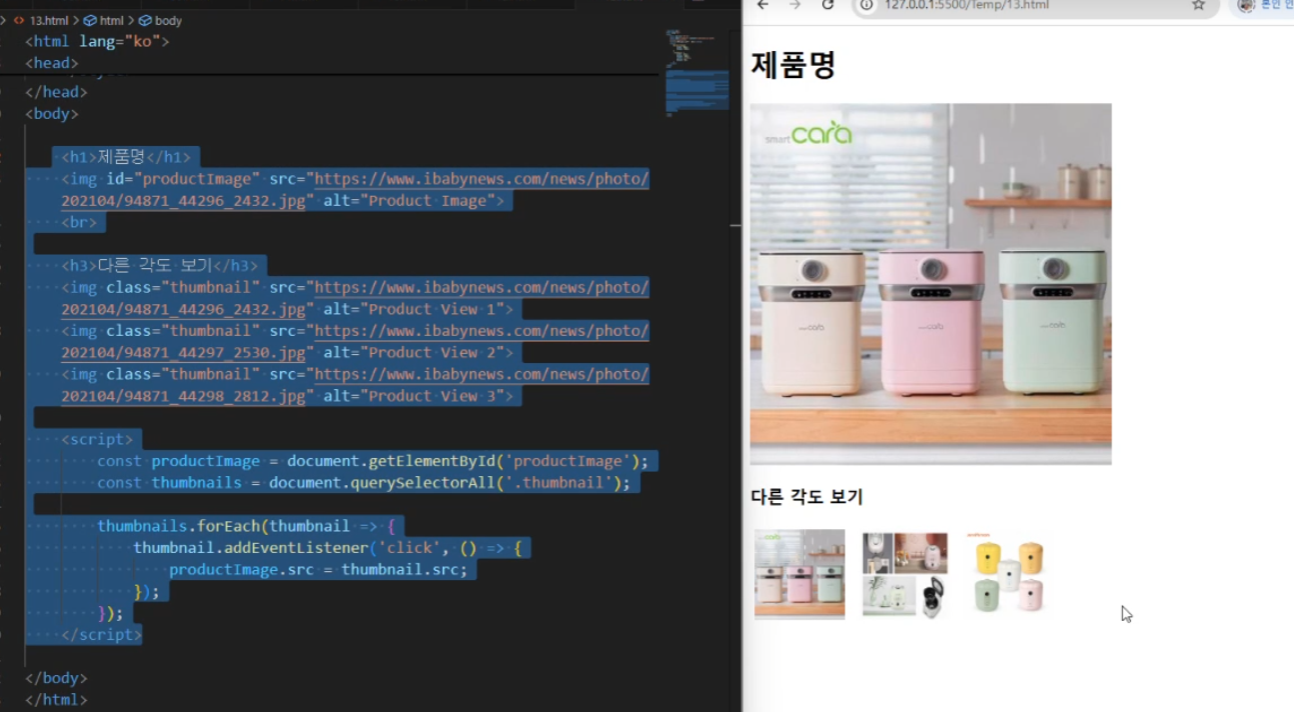 13.html > html > body
<html lang="ko">
<head>
</head>
<body>
<h1>제품명</h1>
<img id="productImage" src="https://www.ibabynews.com/news/photo/
202104/94871_44296_2432.jpg" alt="Product Image">
<br>
<h3>다른 각도 보기</h3>
<img class="thumbnail" src="https://www.ibabynews.com/news/photo/
202104/94871_44296_2432.jpg" alt="Product View 1">
<img class="thumbnail" src="https://www.ibabynews.com/news/photo/
202104/94871_44297_2530.jpg" alt="Product View 2">
<img class="thumbnail" src="https://www.ibabynews.com/news/photo/
202104/94871_44298_2812.jpg" alt="Product View 3">
<script>
const productImage = document.getElementById('productImage');
const thumbnails = document.querySelectorAll('.thumbnail');
thumbnails.forEach(thumbnail => {
thumbnail.addEventListener('click', () => {
productImage.src = thumbnail.src;
});
});
</script>
</body>
</html>
127.0.0.1:5500/Temp/13.html
본인
제품명
smart cara
다른 각도 보기